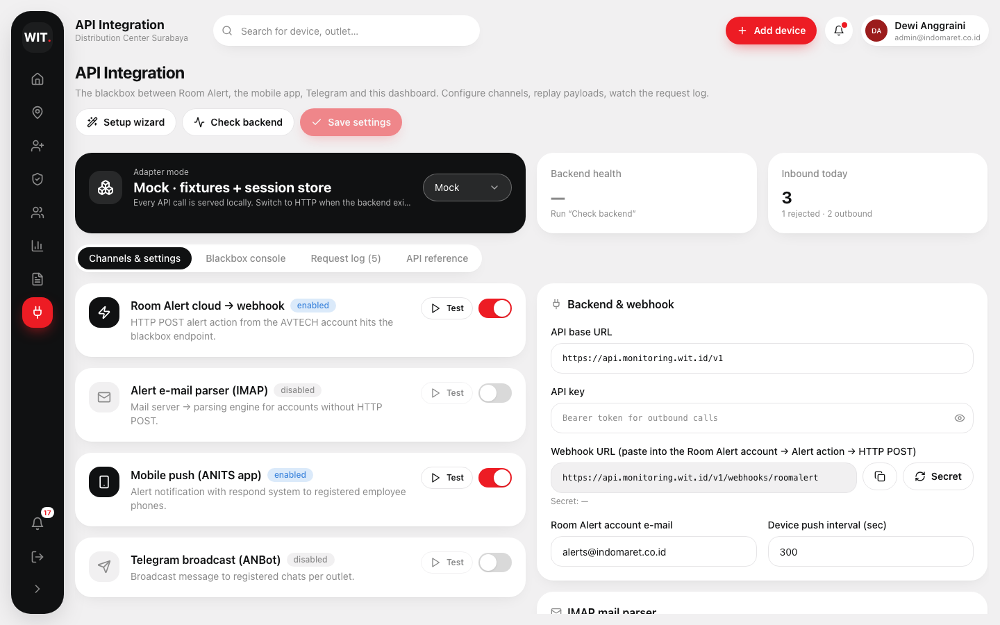 WIT.
API Integration
Distribution Center Surabaya
Search for device, outlet...
Add device
DA
Dewi Anggraini
admin@indomaret.co.id
API Integration
The blackbox between Room Alert, the mobile app, Telegram and this dashboard. Configure channels, replay payloads, watch the request log.
Setup wizard
Check backend
Save settings
Adapter mode
Mock · fixtures + session store
Every API call is served locally. Switch to HTTP when the backend exi...
Mock
Backend health
—
Run “Check backend”
Inbound today
3
1 rejected · 2 outbound
Channels & settings
Blackbox console
Request log (5)
API reference
Room Alert cloud → webhook
enabled
HTTP POST alert action from the AVTECH account hits the
blackbox endpoint.
Test
Alert e-mail parser (IMAP)
disabled
Mail server → parsing engine for accounts without HTTP
POST.
Test
Mobile push (ANITS app)
enabled
Alert notification with respond system to registered employee
phones.
Test
Telegram broadcast (ANBot)
disabled
Broadcast message to registered chats per outlet.
Test
Backend & webhook
API base URL
https://api.monitoring.wit.id/v1
API key
Bearer token for outbound calls
Webhook URL (paste into the Room Alert account → Alert action → HTTP POST)
https://api.monitoring.wit.id/v1/webhooks/roomalert
Secret
Secret: —
Room Alert account e-mail
alerts@indomaret.co.id
Device push interval (sec)
300
IMAP mail parser
17